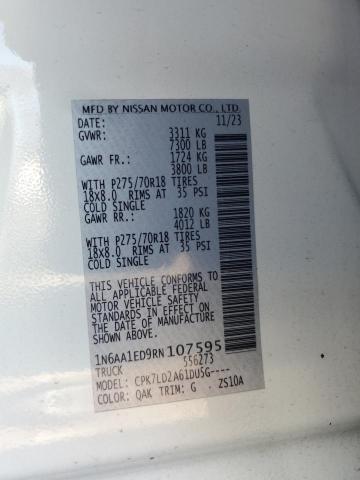 MFD BY NISSAN MOTOR CO., LTD.
DATE: 11/23
GVWR: 3311 KG
7300 LB
GAWR FR.: 1724 KG
3800 LB
WITH P275/70R18 TIRES
18x8.0 RIMS AT 35 PSI
COLD SINGLE
GAWR RR.: 1820 KG
4012 LB
WITH P275/70R18 TIRES
18x8.0 RIMS AT 35 PSI
COLD SINGLE
THIS VEHICLE CONFORMS TO
ALL APPLICABLE FEDERAL
MOTOR VEHICLE SAFETY
STANDARDS IN EFFECT ON
THE DATE OF MFR. SHOWN
ABOVE.
1N6AA1ED9RN107595
TRUCK 556273
MODEL: CPK7LD2A61DUSG----
COLOR: QAK TRIM: G ZS10A